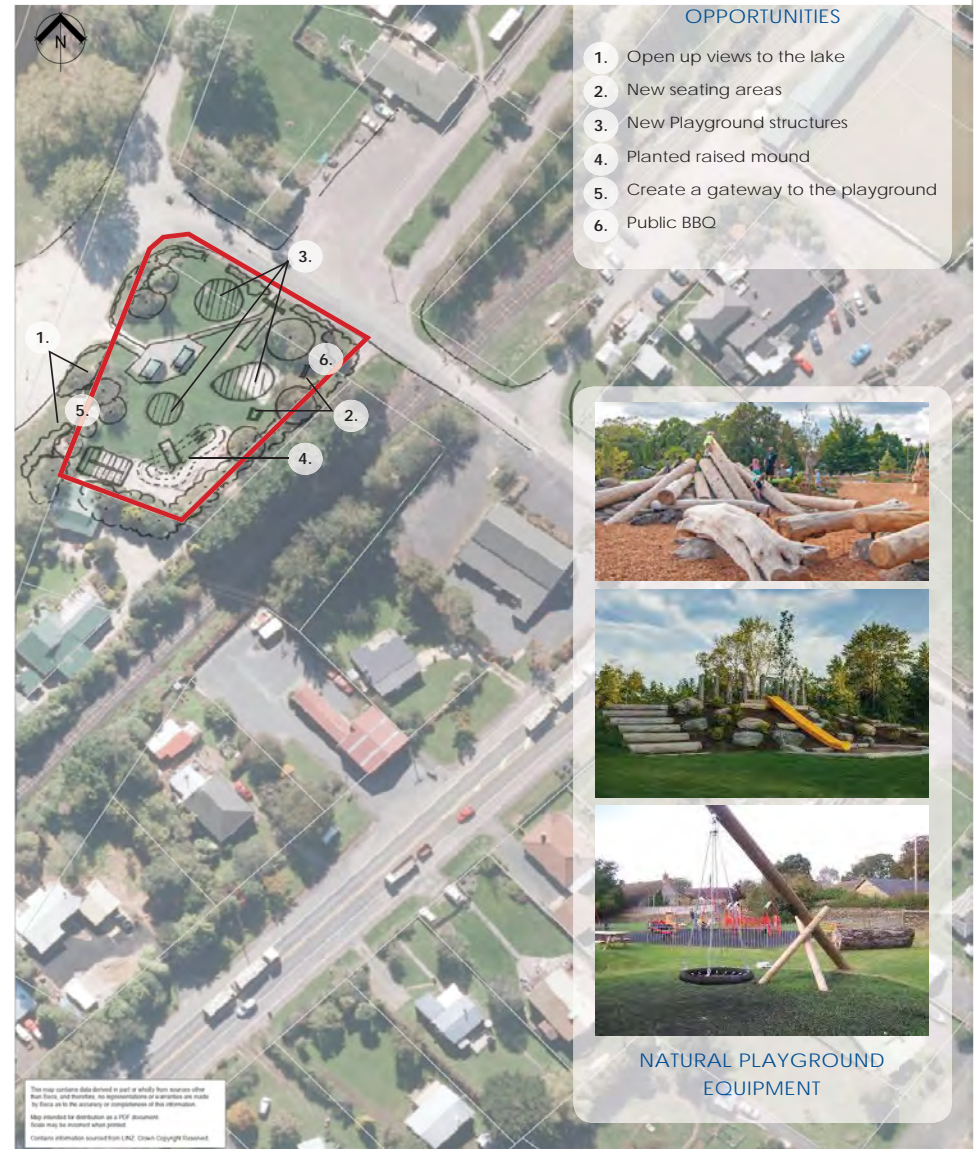 N
OPPORTUNITIES
1. Open up views to the lake
2. New seating areas
3. New Playground structures
4. Planted raised mound
5. Create a gateway to the playground
6. Public BBQ
3.
1.
6.
5.
2.
4.
NATURAL PLAYGROUND
EQUIPMENT
This map contains data derived in part or wholly from sources other
than Beca, and therefore, no representations or warranties are made
by Beca as to the accuracy or completeness of this information.
Map intended for distribution as a PDF document.
Scale may be incorrect when printed.
Contains information sourced from LINZ. Crown Copyright Reserved.